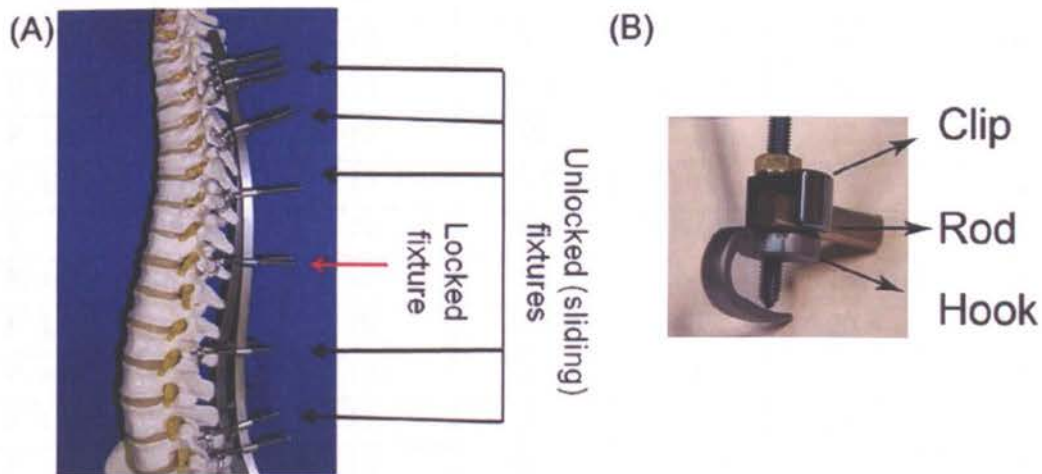 (A)
Locked
fixture
Unlocked (sliding)
fixtures
(B)
Clip
Rod
Hook